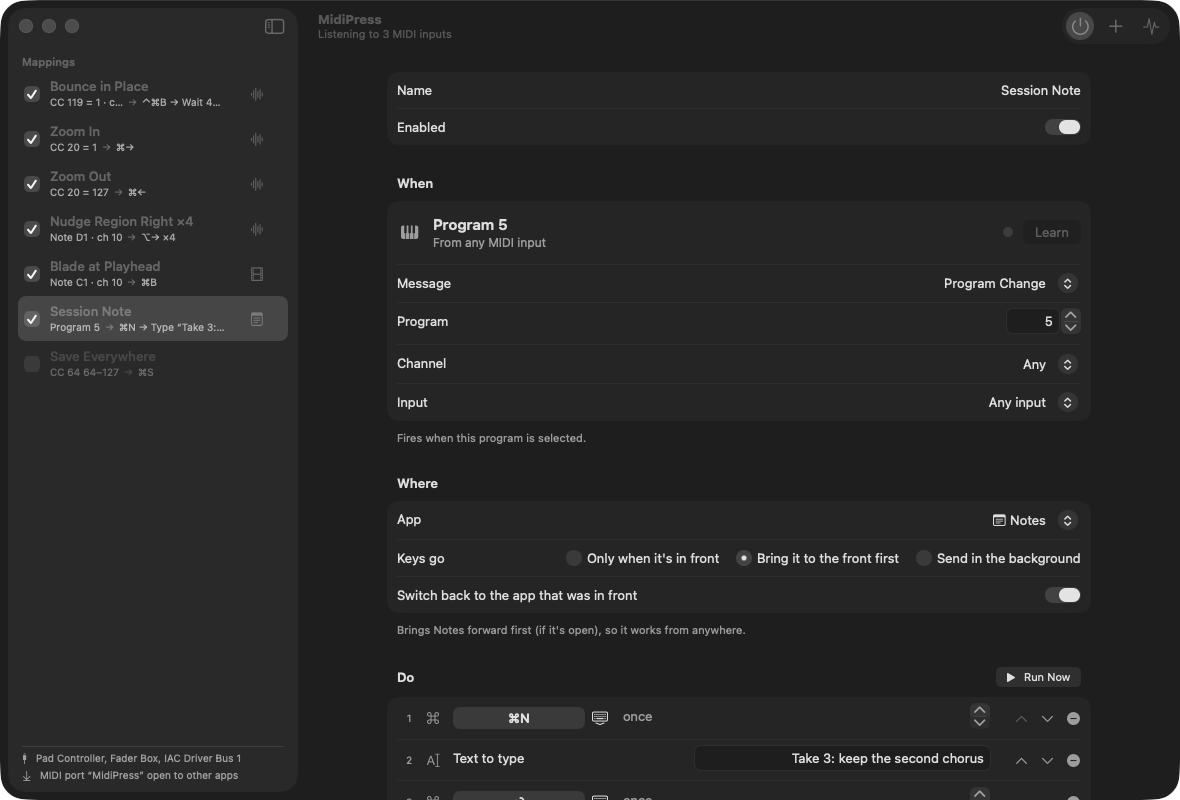 MidiPress
Listening to 3 MIDI inputs
Mappings
Bounce in Place
CC 119 = 1 · c... → ^⌘B → Wait 4...
Zoom In
CC 20 = 1 → ⌘→
Zoom Out
CC 20 = 127 → ⌘←
Nudge Region Right ×4
Note D1 · ch 10 → ⌥→ ×4
Blade at Playhead
Note C1 · ch 10 → ⌘B
Session Note
Program 5 → ⌘N → Type “Take 3:...
Save Everywhere
CC 64 64–127 → ⌘S
Pad Controller, Fader Box, IAC Driver Bus 1
MIDI port “MidiPress” open to other apps
Name Session Note
Enabled
When
Program 5
From any MIDI input
Learn
Message Program Change
Program 5
Channel Any
Input Any input
Fires when this program is selected.
Where
App Notes
Keys go Only when it's in front Bring it to the front first Send in the background
Switch back to the app that was in front
Brings Notes forward first (if it's open), so it works from anywhere.
Do Run Now
1 ⌘ ⌘N once
2 Text to type Take 3: keep the second chorus